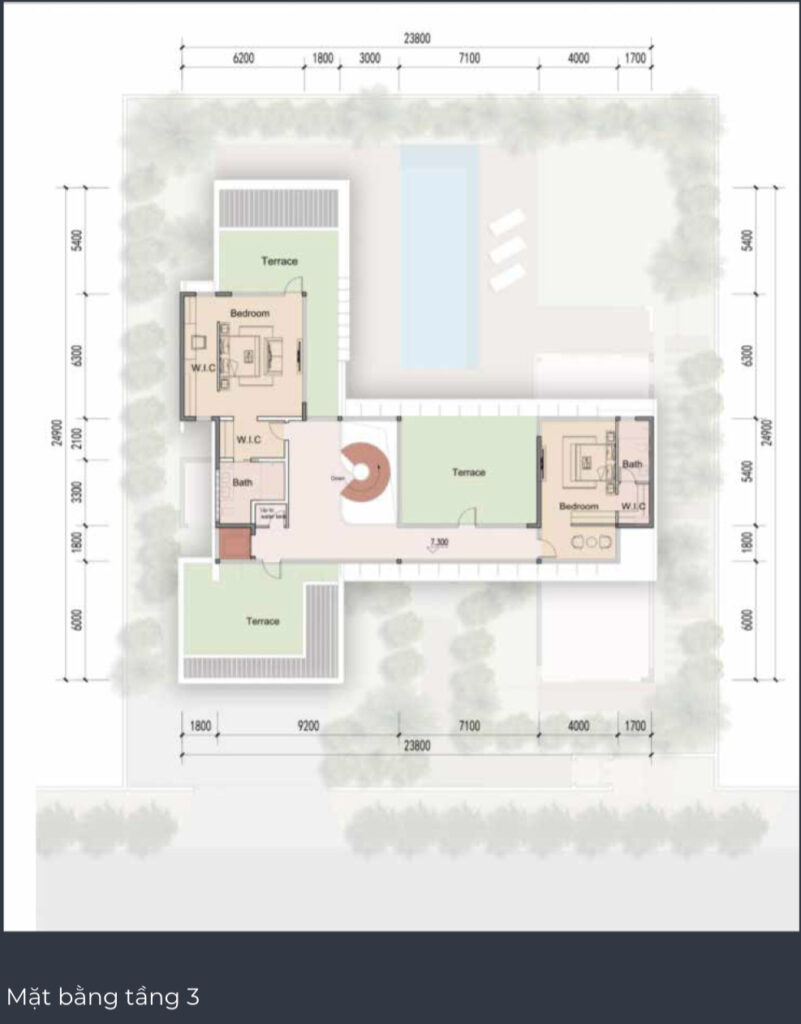 23800
6200 1800 3000 7100 4000 1700
5400 5400
Terrace
Bedroom
6300 6300
W.I.C
24900 24900
2100
W.I.C
5400
Terrace
Bath
Bath
Down
3300
Bedroom
W.I.C
Up to
water tank
1800 1800
7,300
6000 6000
Terrace
1800 9200 7100 4000 1700
23800
Mặt bằng tầng 3